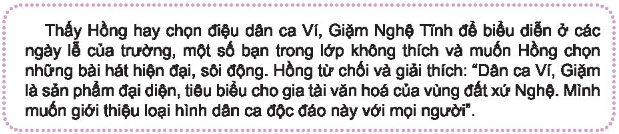 Thấy Hồng hay chọn điệu dân ca Ví, Giặm Nghệ Tĩnh để biểu diễn ở các
ngày lễ của trường, một số bạn trong lớp không thích và muốn Hồng chọn
những bài hát hiện đại, sôi động. Hồng từ chối và giải thích: “Dân ca Ví, Giặm
là sản phẩm đại diện, tiêu biểu cho gia tài văn hoá của vùng đất xứ Nghệ. Mình
muốn giới thiệu loại hình dân ca độc đáo này với mọi người”.